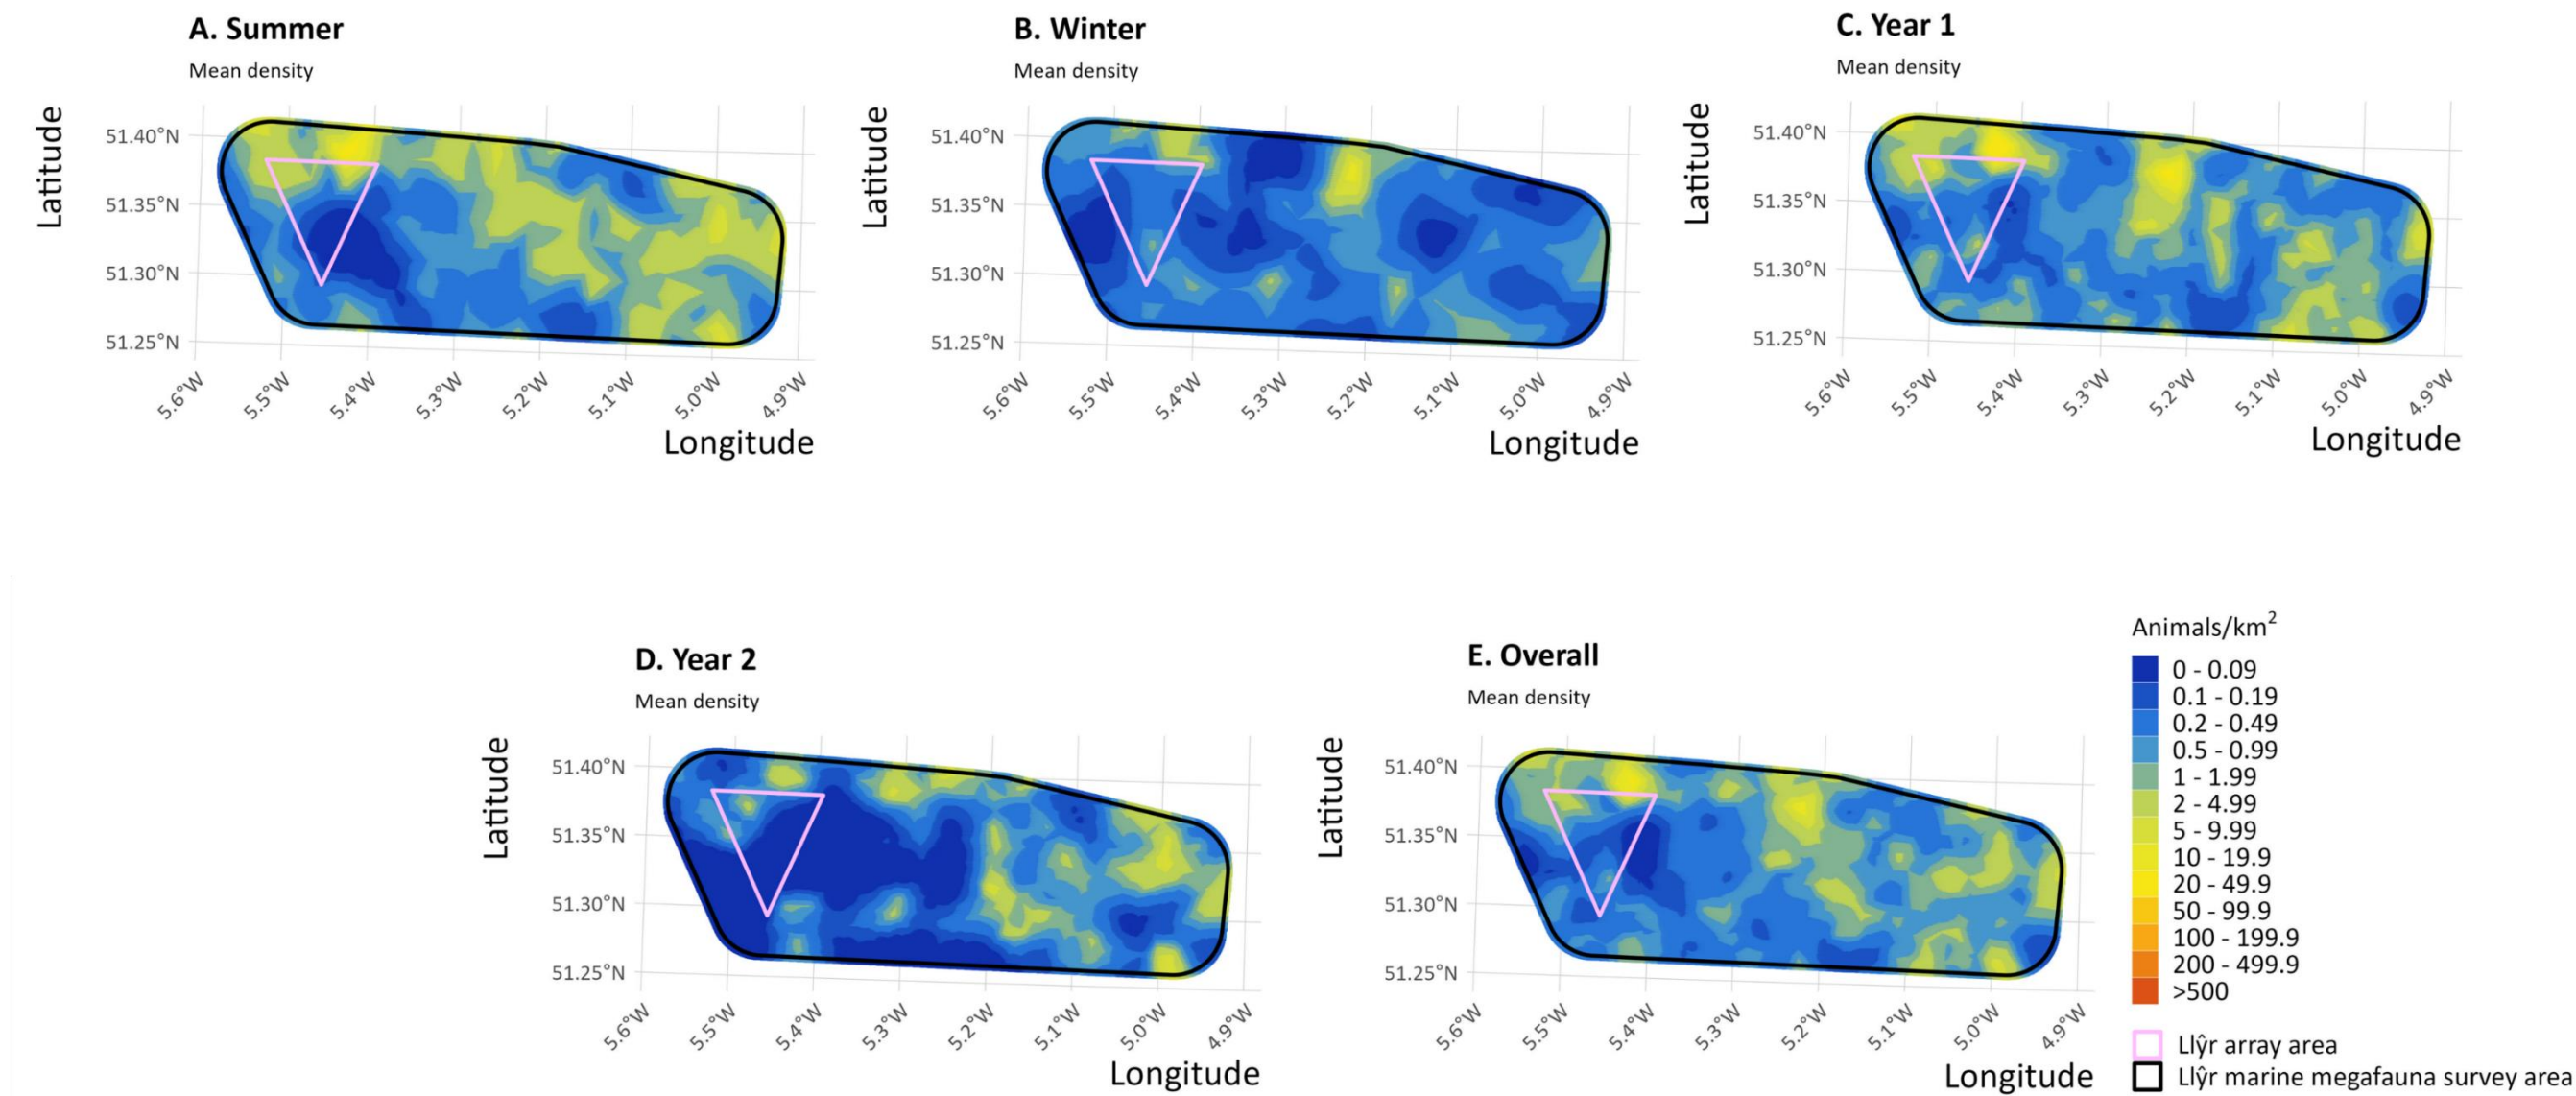 A. Summer
Mean density
Latitude
51.40°N
51.35°N
51.30°N
51.25°N
5.6°W
5.5°W
5.4°W
5.3°W
5.2°W
5.1°W
5.0°W
4.9°W
Longitude
B. Winter
Mean density
Latitude
51.40°N
51.35°N
51.30°N
51.25°N
5.6°W
5.5°W
5.4°W
5.3°W
5.2°W
5.1°W
5.0°W
4.9°W
Longitude
C. Year 1
Mean density
Latitude
51.40°N
51.35°N
51.30°N
51.25°N
5.6°W
5.5°W
5.4°W
5.3°W
5.2°W
5.1°W
5.0°W
4.9°W
Longitude
D. Year 2
Mean density
Latitude
51.40°N
51.35°N
51.30°N
51.25°N
5.6°W
5.5°W
5.4°W
5.3°W
5.2°W
5.1°W
5.0°W
4.9°W
Longitude
E. Overall
Mean density
Latitude
51.40°N
51.35°N
51.30°N
51.25°N
5.6°W
5.5°W
5.4°W
5.3°W
5.2°W
5.1°W
5.0°W
4.9°W
Longitude
Animals/km²
0 - 0.09
0.1 - 0.19
0.2 - 0.49
0.5 - 0.99
1 - 1.99
2 - 4.99
5 - 9.99
10 - 19.9
20 - 49.9
50 - 99.9
100 - 199.9
200 - 499.9
>500
Llŷr array area
Llŷr marine megafauna survey area